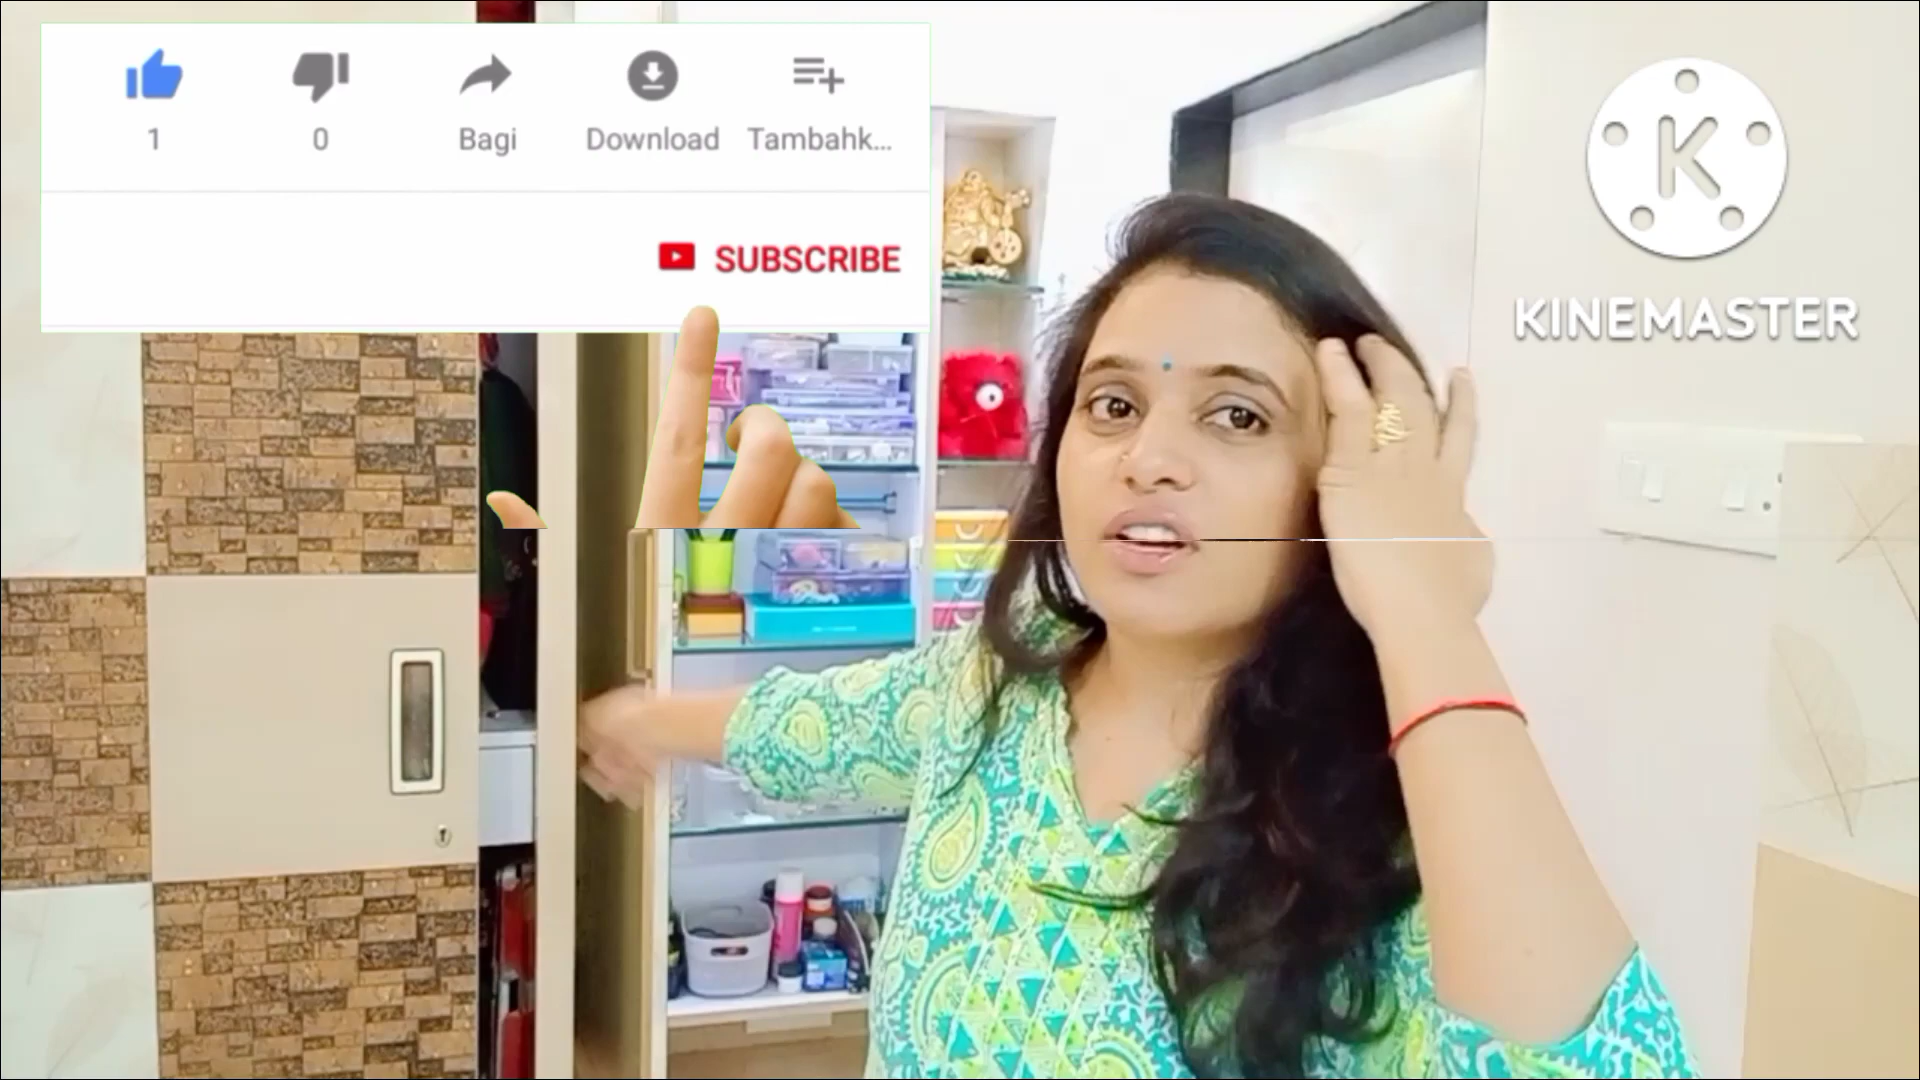 1
0
Bagi
Download
Tambahk...
SUBSCRIBE
K
KINEMASTER